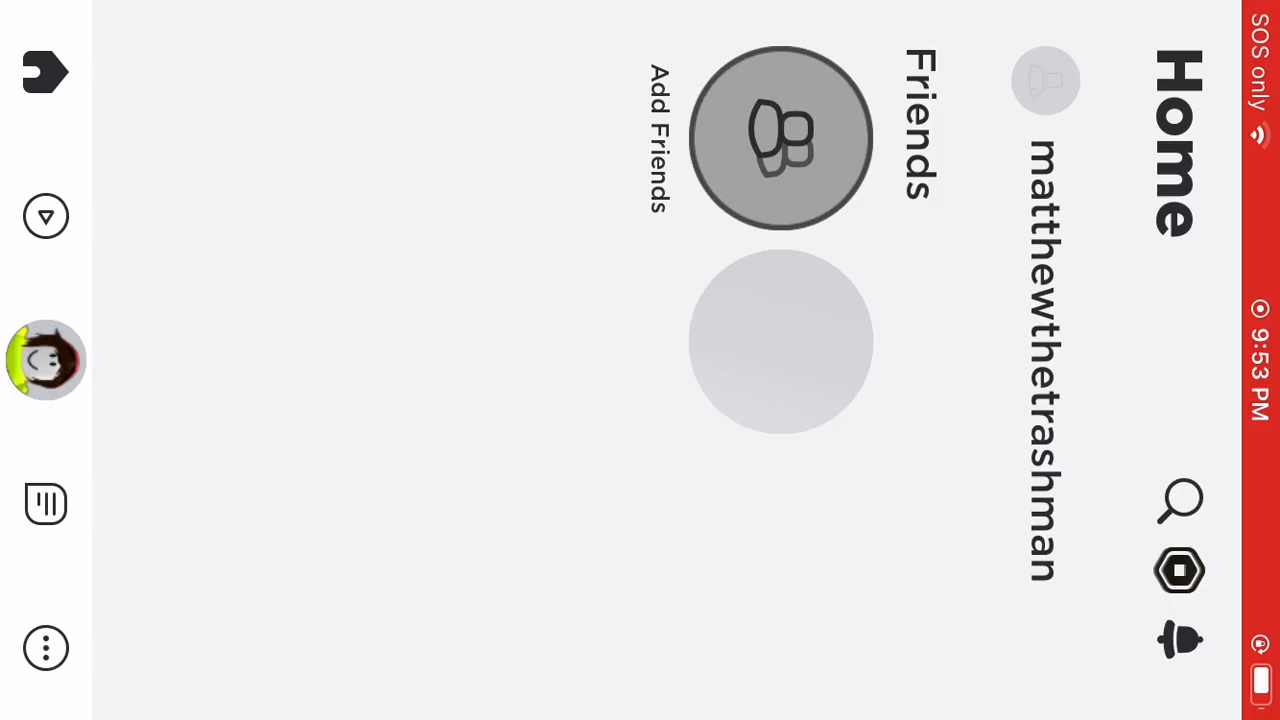 SOS only 9:53 PM
Home
matthewthetrashman
Friends
Add Friends